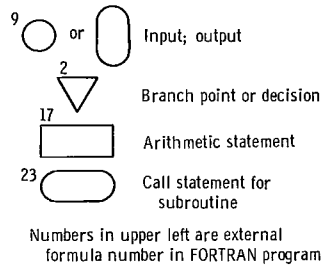 9 or Input; output
2
Branch point or decision
17
Arithmetic statement
23 Call statement for
subroutine
Numbers in upper left are external
formula number in FORTRAN program